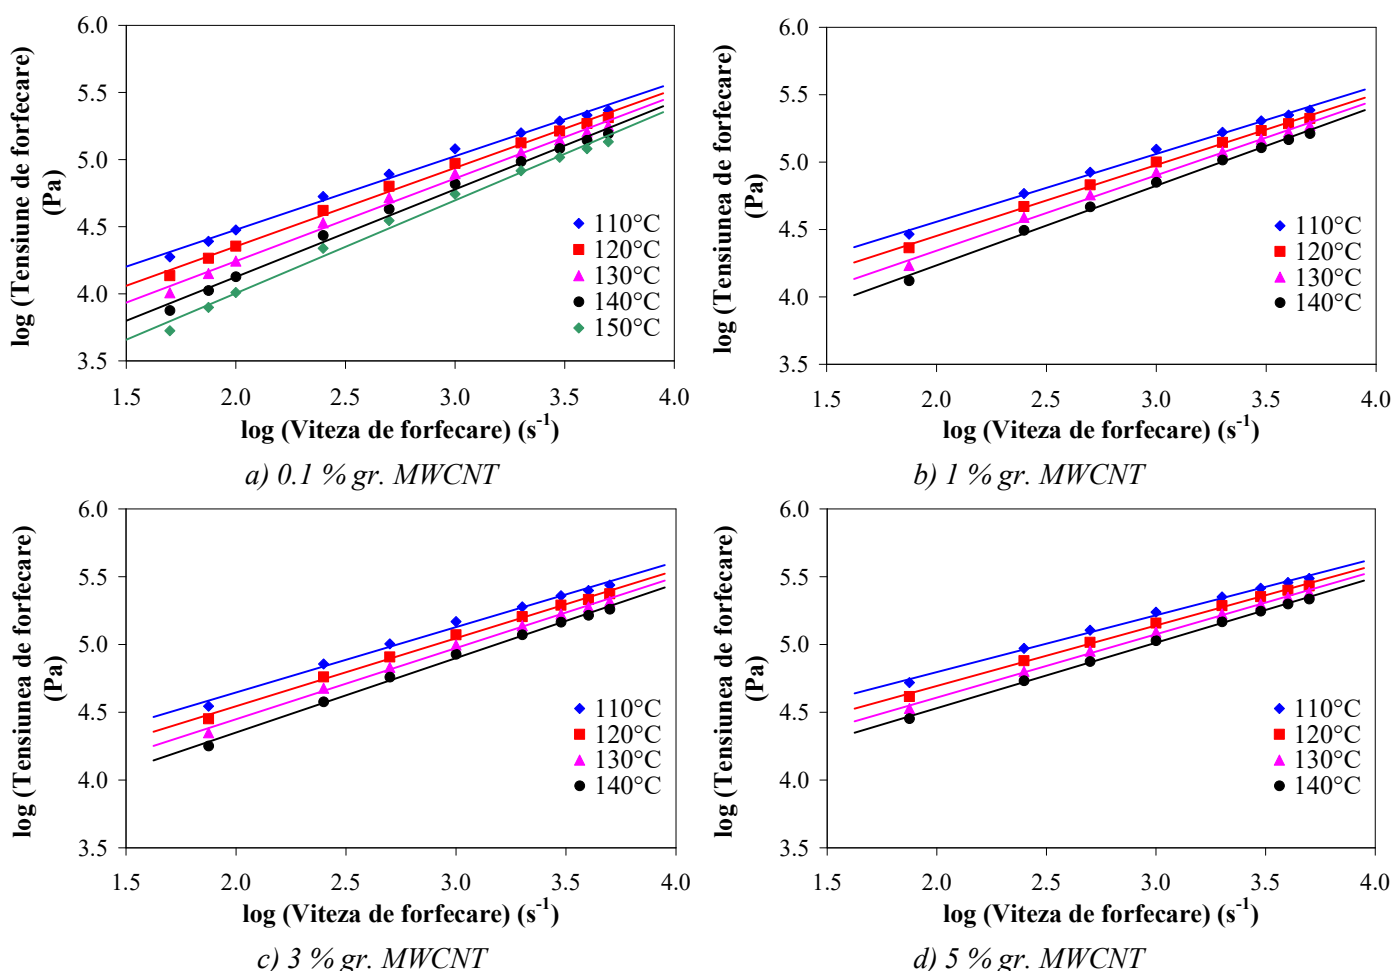 log (Tensiune de forfecare)
(Pa)
6.0
5.5
5.0
4.5
4.0
3.5
110°C
120°C
130°C
140°C
150°C
1.5 2.0 2.5 3.0 3.5 4.0
log (Viteza de forfecare) (s-1)
a) 0.1 % gr. MWCNT
log (Tensiunea de forfecare)
(Pa)
6.0
5.5
5.0
4.5
4.0
3.5
110°C
120°C
130°C
140°C
1.5 2.0 2.5 3.0 3.5 4.0
log (Viteza de forfecare) (s-1)
b) 1 % gr. MWCNT
log (Tensiunea de forfecare)
(Pa)
6.0
5.5
5.0
4.5
4.0
3.5
110°C
120°C
130°C
140°C
1.5 2.0 2.5 3.0 3.5 4.0
log (Viteza de forfecare) (s-1)
c) 3 % gr. MWCNT
log (Tensiunea de forfecare)
(Pa)
6.0
5.5
5.0
4.5
4.0
3.5
110°C
120°C
130°C
140°C
1.5 2.0 2.5 3.0 3.5 4.0
log (Viteza de forfecare) (s-1)
d) 5 % gr. MWCNT